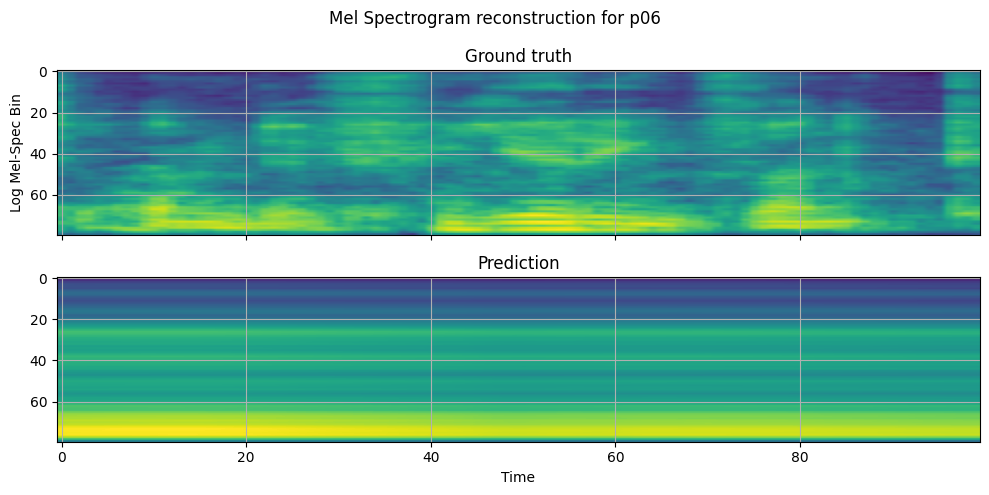 Mel Spectrogram reconstruction for p06
Ground truth
Log Mel-Spec Bin
0
20
40
60
Prediction
0
20
40
60
0 20 40 60 80
Time